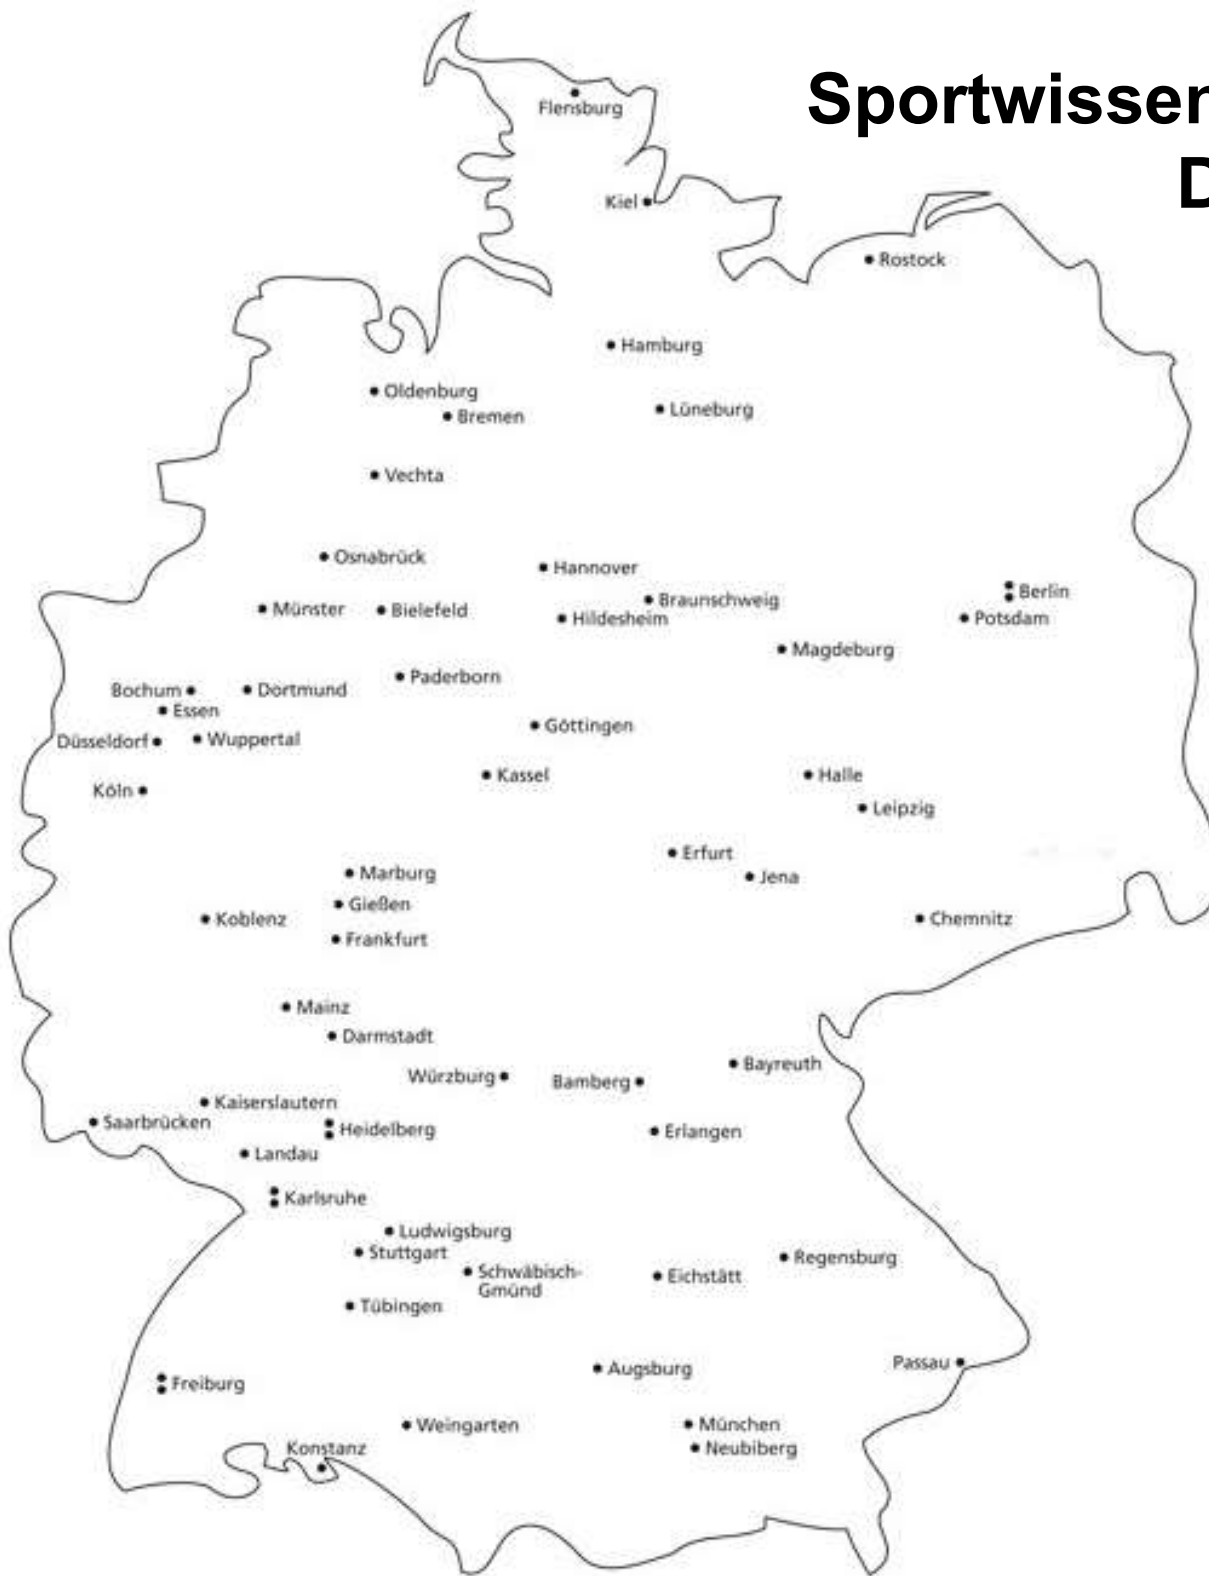 Sportwissen
D
Flensburg
Kiel
Rostock
Hamburg
Oldenburg
Bremen
Lüneburg
Vechta
Osnabrück
Hannover
Berlin
Braunschweig
Münster
Bielefeld
Hildesheim
Potsdam
Magdeburg
Paderborn
Bochum
Dortmund
Essen
Göttingen
Düsseldorf
Wuppertal
Kassel
Halle
Köln
Leipzig
Erfurt
Marburg
Jena
Gießen
Koblenz
Chemnitz
Frankfurt
Mainz
Darmstadt
Bayreuth
Würzburg
Bamberg
Kaiserslautern
Saarbrücken
Heidelberg
Erlangen
Landau
Karlsruhe
Ludwigsburg
Stuttgart
Regensburg
Schwäbisch-
Gmünd
Eichstätt
Tübingen
Passau
Augsburg
Freiburg
Weingarten
München
Konstanz
Neubiberg